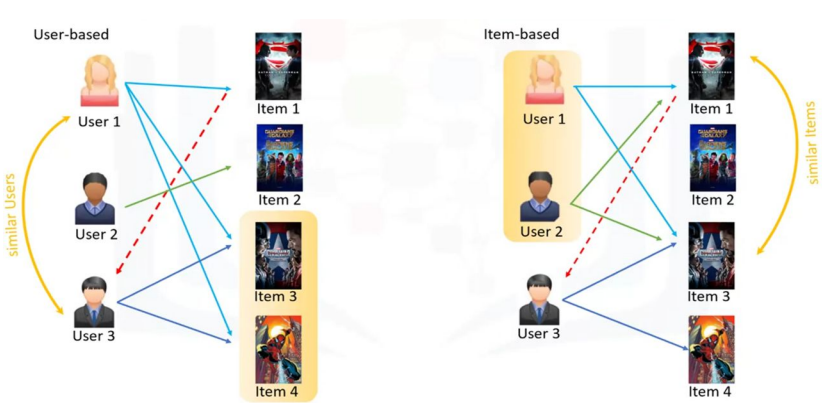 User-based
User 1
User 2
User 3
similar Users
Item 1
Item 2
Item 3
Item 4
Item-based
User 1
User 2
User 3
Item 1
Item 2
Item 3
Item 4
similar Items